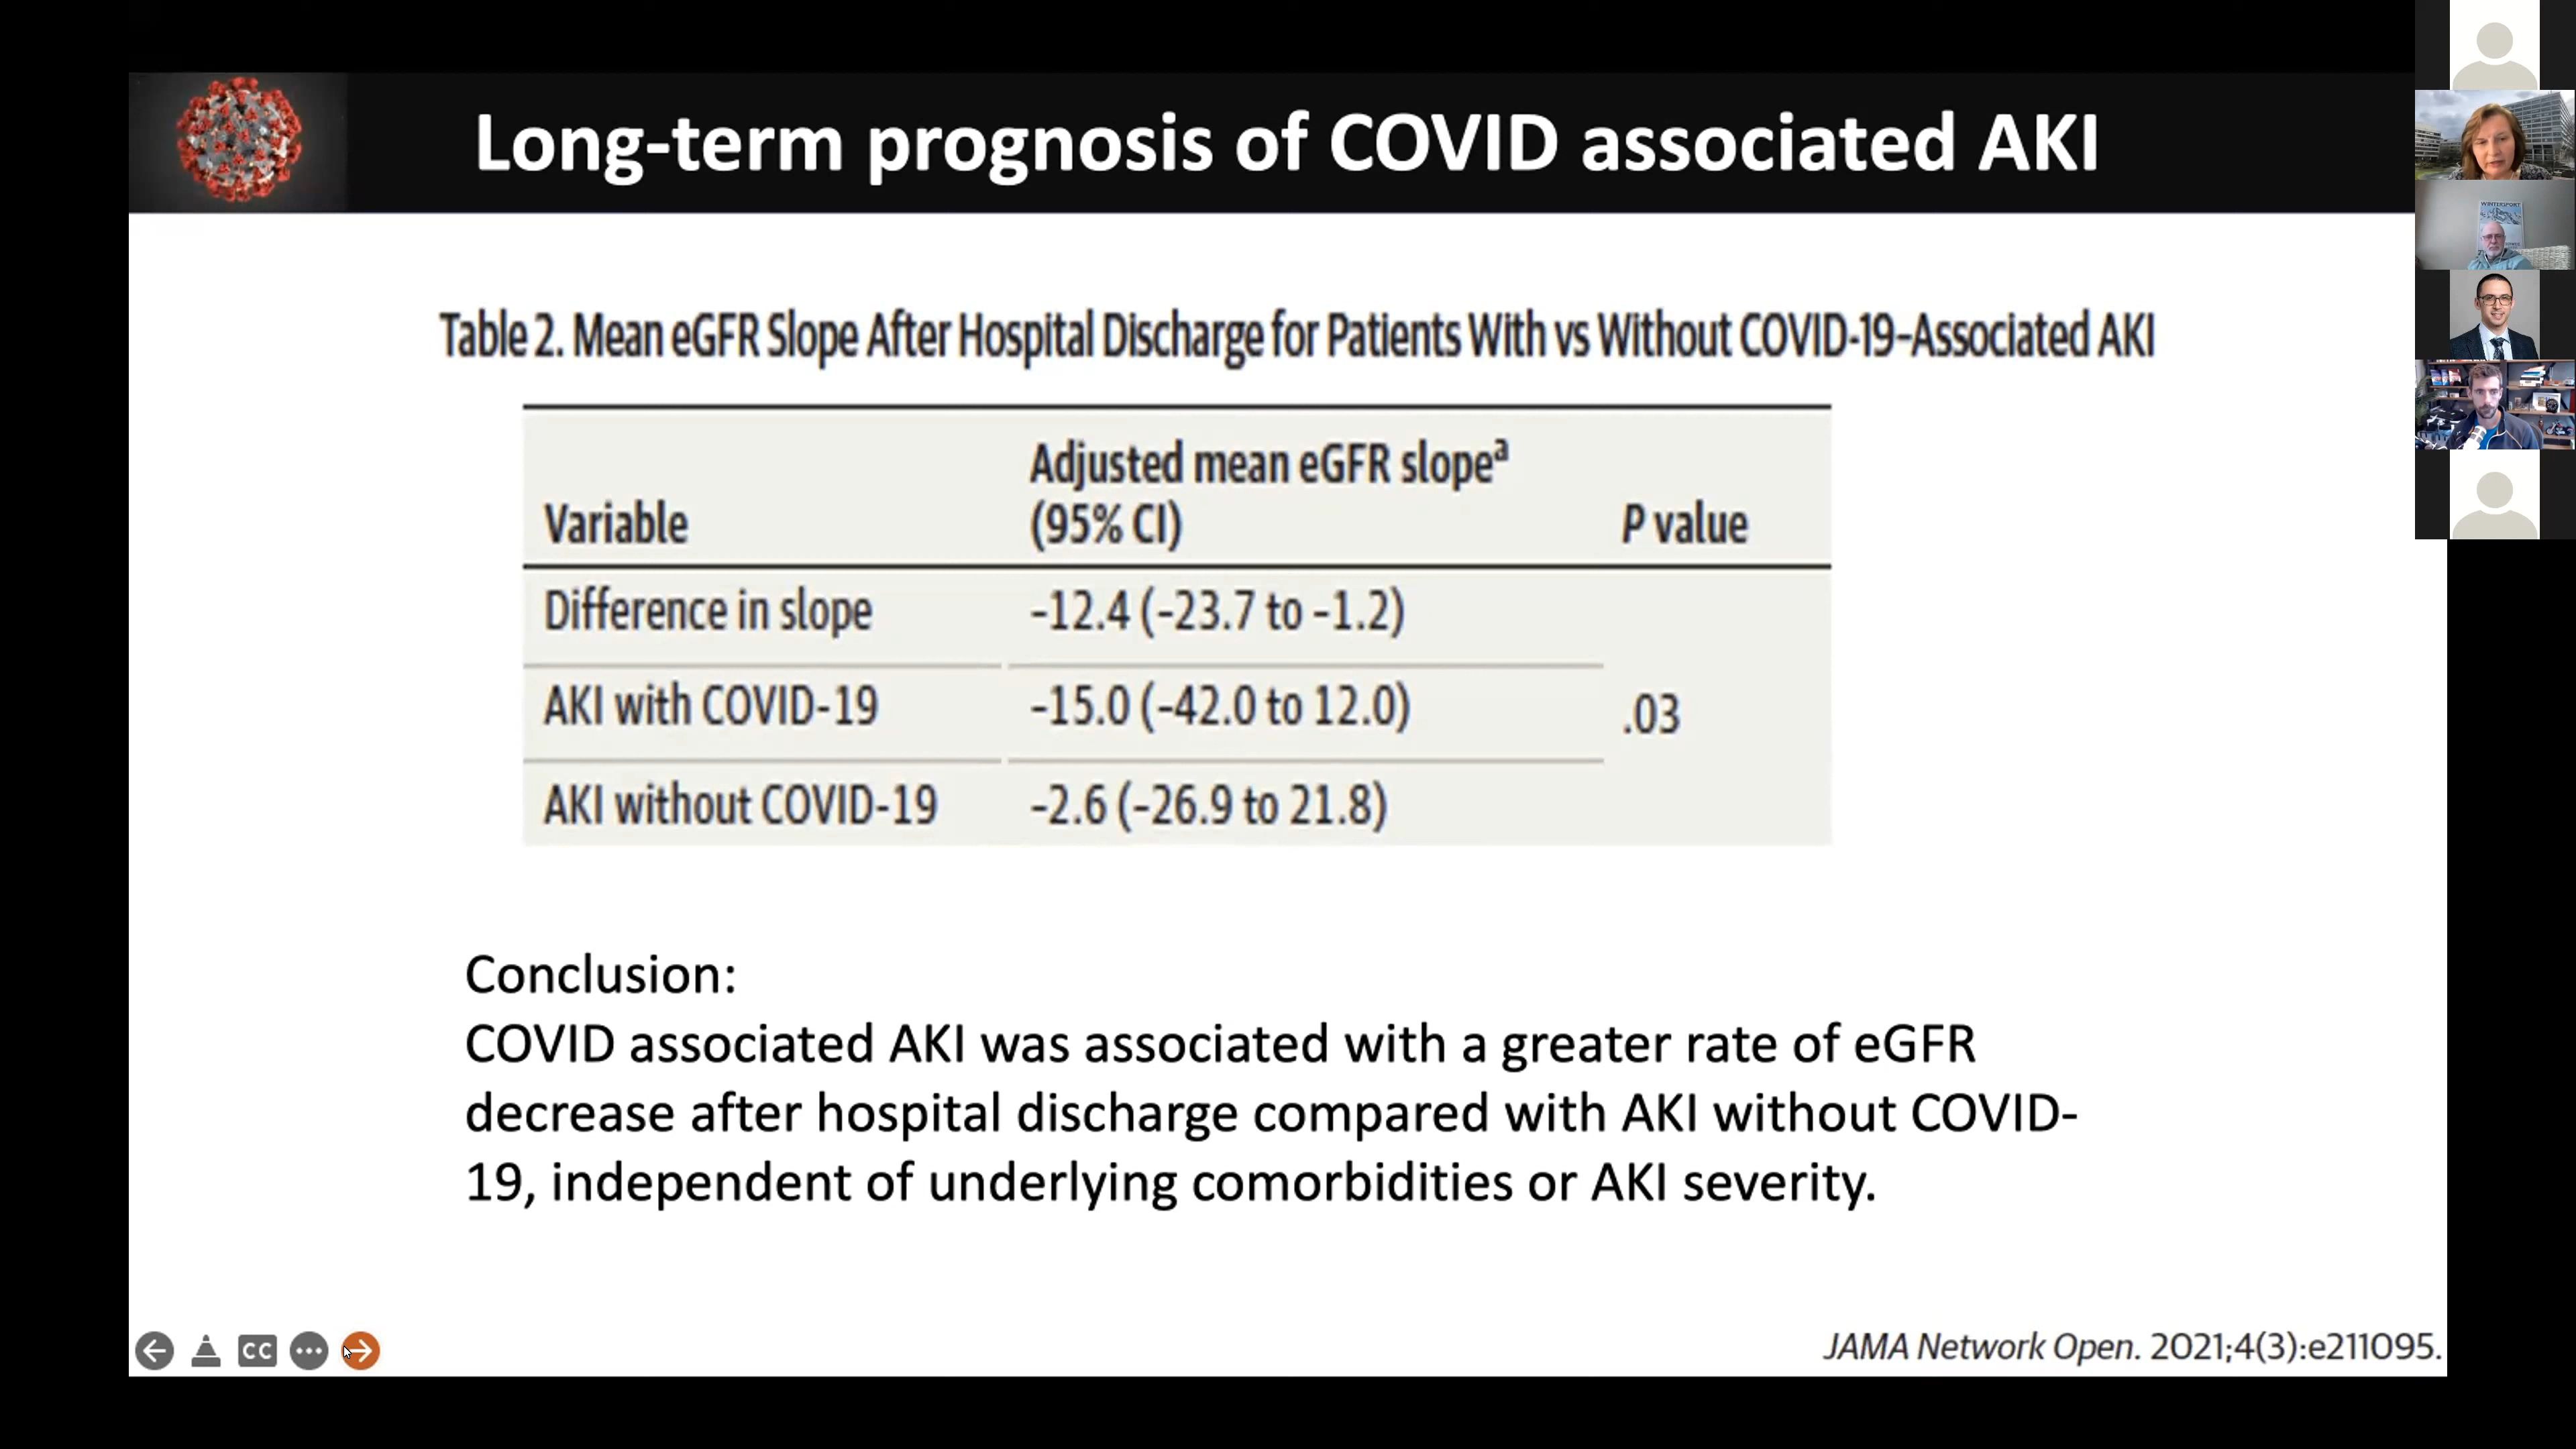 Long-term prognosis of COVID associated AKI
WINTERSPORT
Table 2. Mean eGFR Slope After Hospital Discharge for Patients With vs Without COVID-19–Associated AKI
Variable
Adjusted mean eGFR slopeª
(95% CI)
P value
Difference in slope
–12.4 (–23.7 to –1.2)
AKI with COVID-19
–15.0 (–42.0 to 12.0)
.03
AKI without COVID-19
–2.6 (–26.9 to 21.8)
Conclusion:
COVID associated AKI was associated with a greater rate of eGFR
decrease after hospital discharge compared with AKI without COVID-
19, independent of underlying comorbidities or AKI severity.
CC
JAMA Network Open. 2021;4(3):e211095.